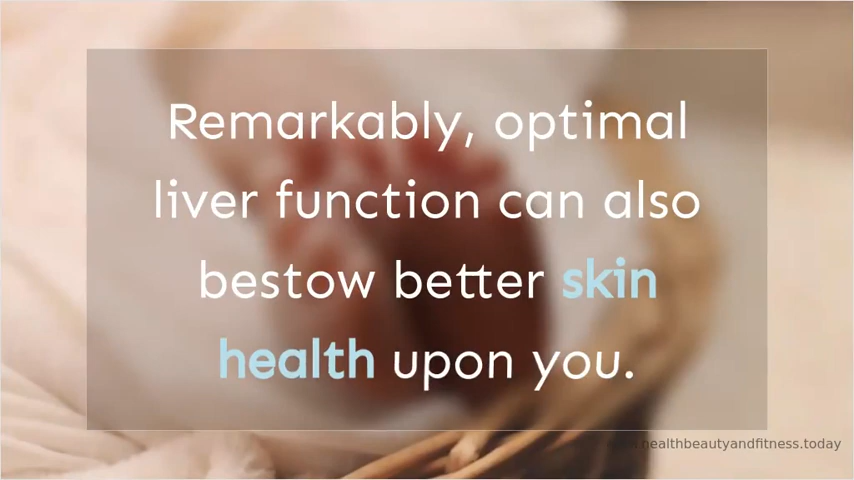 Remarkably, optimal
liver function can also
bestow better skin
health upon you.
healthbeautyandfitness.today